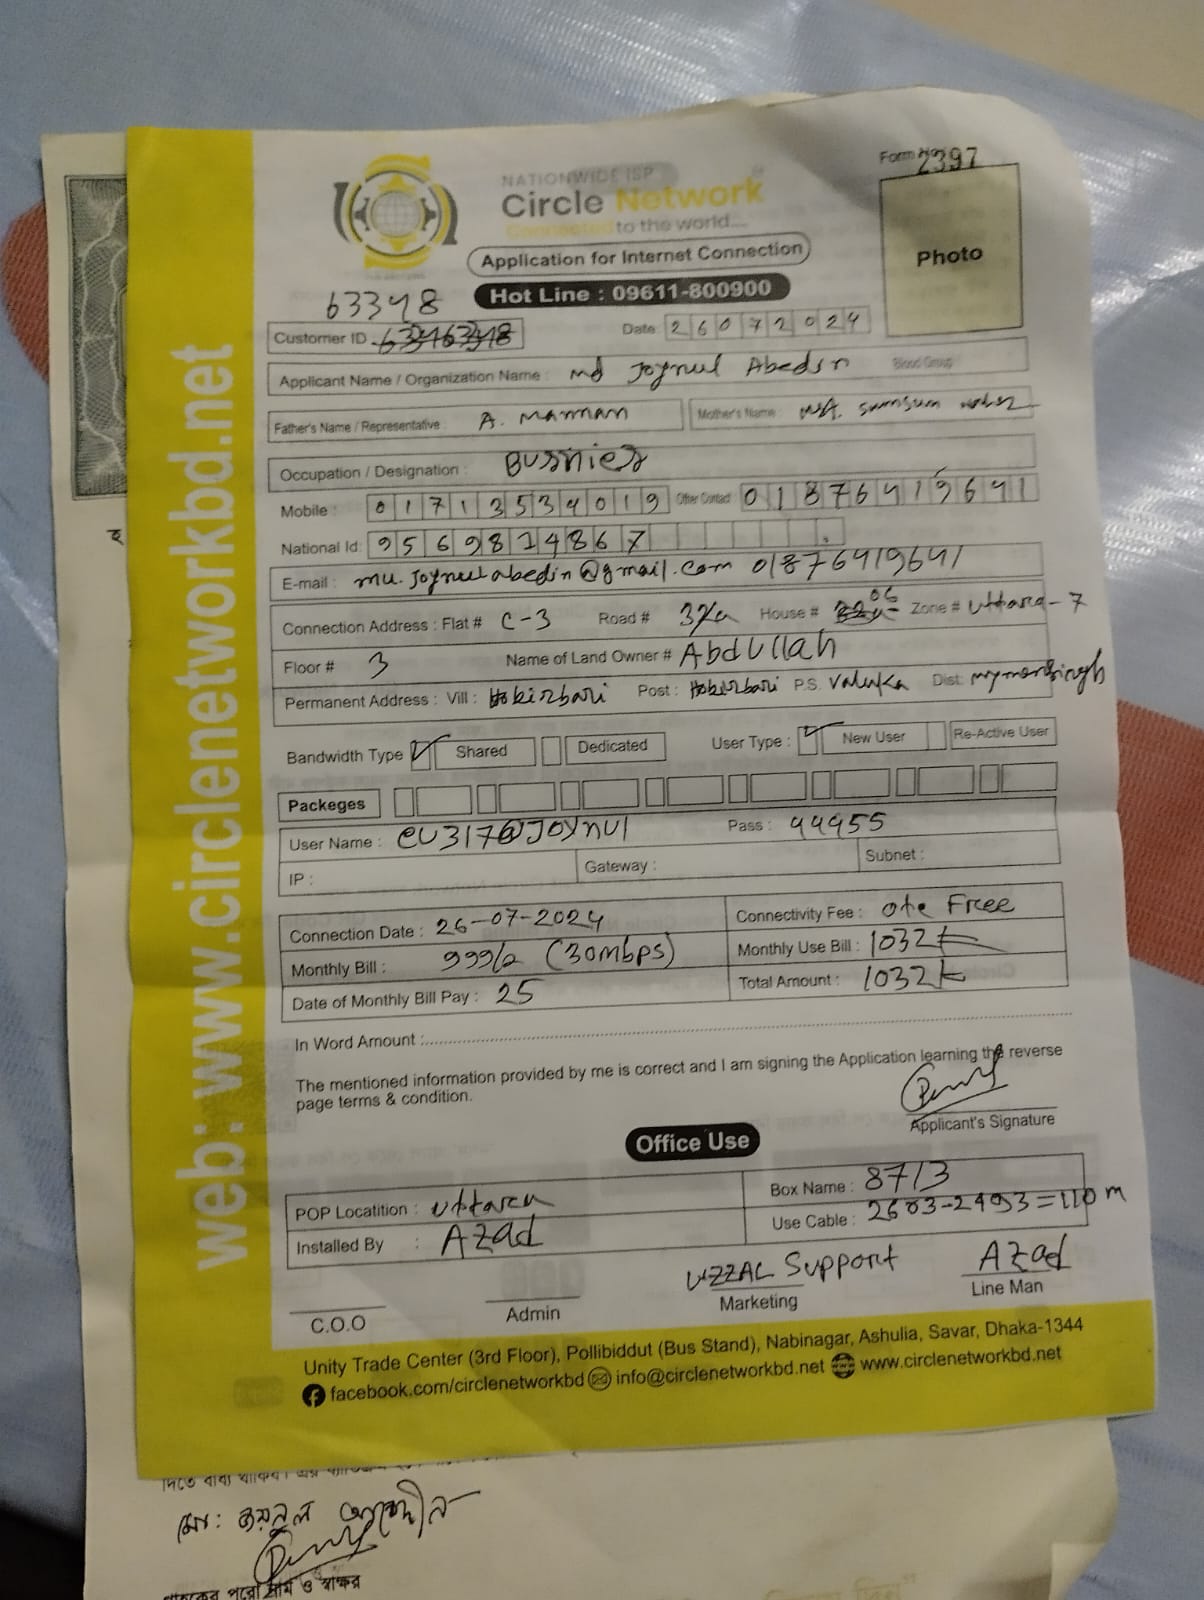 Form No. 2397
NATIONWIDE ISP
Circle Network
Connected to the world....
Application for Internet Connection
Photo
Hot Line : 09611-800900
63348
Customer ID Date 26072024
Applicant Name / Organization Name : md Joynul Abedin Blood Group
Father's Name / Representative : A. Mannan Mother's Name :
Occupation / Designation :
Mobile : 01713534019 Other Contact 01876419641
National Id: 9569814867
E-mail : mu.joynulabedin@gmail.com 01876419641
Connection Address : Flat # C-3 Road # House # 06 Zone # Uttara-7
Floor # 3 Name of Land Owner # Abdullah
Permanent Address : Vill : Hobirbari Post : Hobirbari P.S. Valuka Dist: mymensingh
Bandwidth Type Shared Dedicated User Type : New User Re-Active User
Packeges
User Name : CU317@JOYNUl Pass : 44955
IP : Gateway : Subnet :
Connection Date : 26-07-2024 Connectivity Fee : Free
Monthly Bill : 999/= (30mbps) Monthly Use Bill : 1032
Date of Monthly Bill Pay : 25 Total Amount : 1032
In Word Amount :
The mentioned information provided by me is correct and I am signing the Application learning the reverse
page terms & condition.
Applicant's Signature
Office Use
POP Locatition : Uttara Box Name : 87/3
Installed By : Azad Use Cable : 2603-2493=110m
UZZAL Support Azad
C.O.O Admin Marketing Line Man
Unity Trade Center (3rd Floor), Pollibiddut (Bus Stand), Nabinagar, Ashulia, Savar, Dhaka-1344
facebook.com/circlenetworkbd info@circlenetworkbd.net www.circlenetworkbd.net
web: www.circlenetworkbd.net
মো: জয়নুল আবেদীন